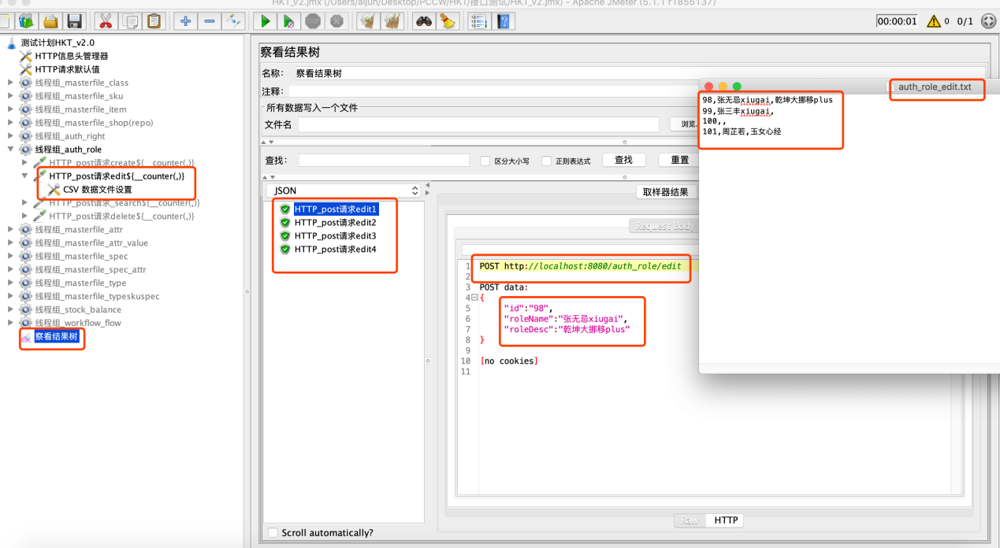 HKT_v2.jmx (/Users/aijun/Desktop/PCCW/HKT/接口测试/HKT_v2.jmx) - Apache JMeter (5.1.1 r1855137)
00:00:01
0
0/1
测试计划HKT_v2.0
HTTP信息头管理器
HTTP请求默认值
线程组_masterfile_class
线程组_masterfile_sku
线程组_masterfile_item
线程组_masterfile_shop(repo)
线程组_auth_right
线程组_auth_role
HTTP_post请求create${__counter(,)}
HTTP_post请求edit${__counter(,)}
CSV 数据文件设置
HTTP_post请求_search${__counter(,)}
HTTP_post请求delete${__counter(,)}
线程组_masterfile_attr
线程组_masterfile_attr_value
线程组_masterfile_spec
线程组_masterfile_spec_attr
线程组_masterfile_type
线程组_masterfile_typeskuspec
线程组_stock_balance
线程组_workflow_flow
察看结果树
察看结果树
名称: 察看结果树
注释:
所有数据写入一个文件
文件名
浏览
查找:
区分大小写
正则表达式
查找
重置
JSON
HTTP_post请求edit1
HTTP_post请求edit2
HTTP_post请求edit3
HTTP_post请求edit4
Scroll automatically?
取样器结果
Request Body
1 POST http://localhost:8080/auth_role/edit
2
3 POST data:
4 {
5 "id":"98",
6 "roleName":"张无忌xiugai",
7 "roleDesc":"乾坤大挪移plus"
8 }
9
10 [no cookies]
11
Raw
HTTP
auth_role_edit.txt
98,张无忌xiugai,乾坤大挪移plus
99,张三丰xiugai,
100,,
101,周芷若,玉女心经